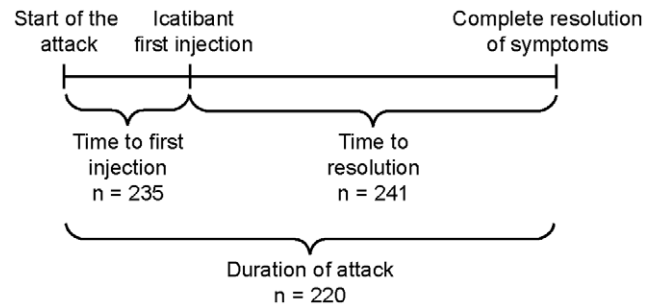 Start of the
attack
Icatibant
first injection
Complete resolution
of symptoms
Time to first
injection
n = 235
Time to
resolution
n = 241
Duration of attack
n = 220